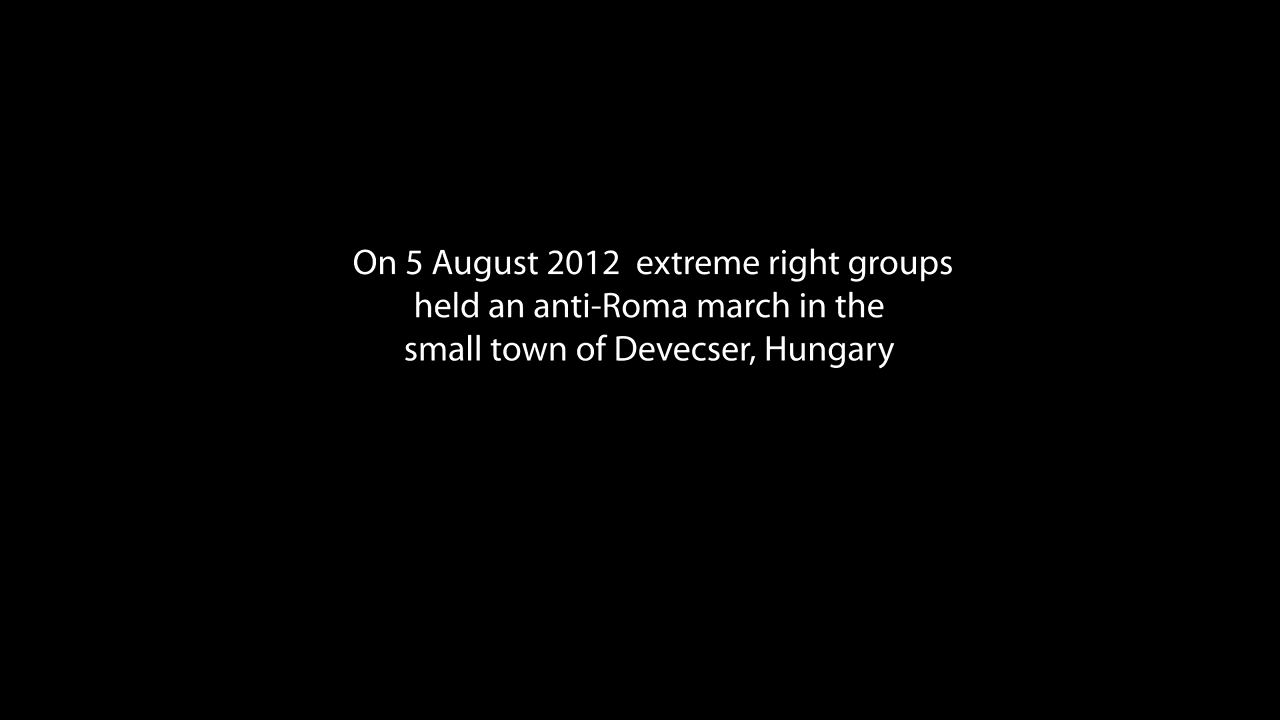 On 5 August 2012  extreme right groups
held an anti-Roma march in the
small town of Devecser, Hungary